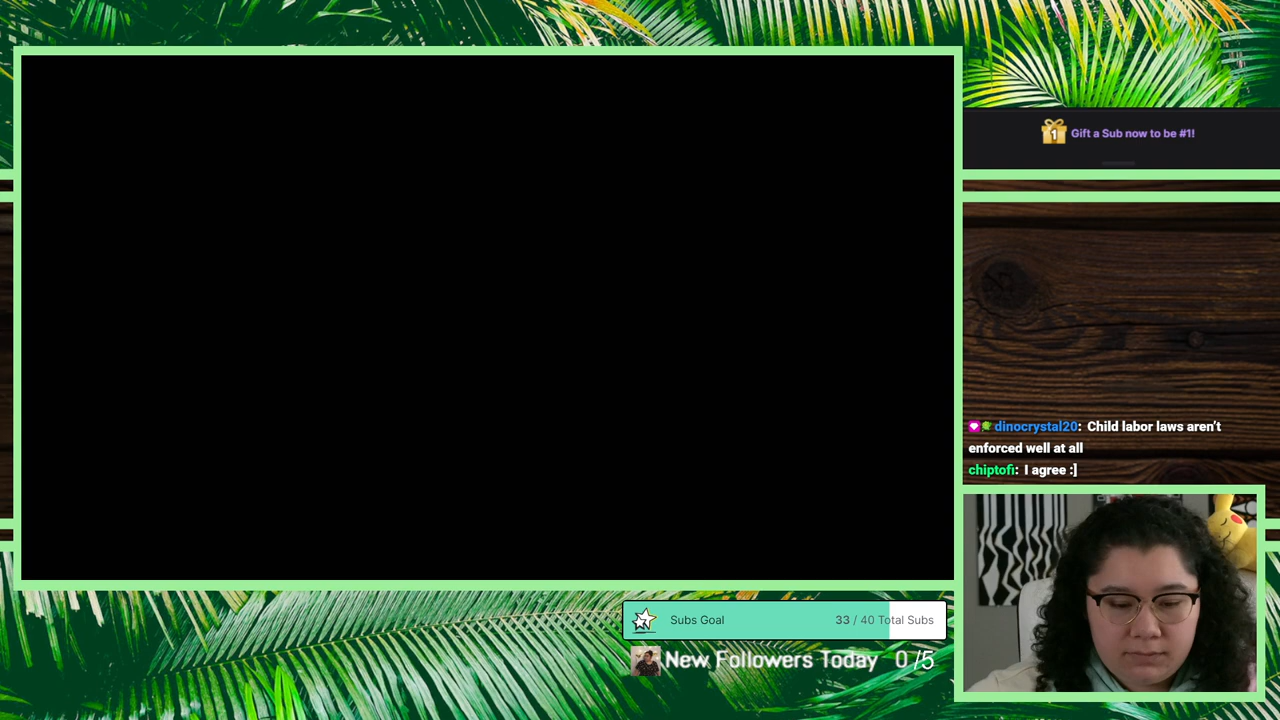 1 Gift a Sub now to be #1!
dinocrystal20: Child labor laws aren't
enforced well at all
chiptofi: I agree :]
Subs Goal 33 / 40 Total Subs
New Followers Today 0 /5